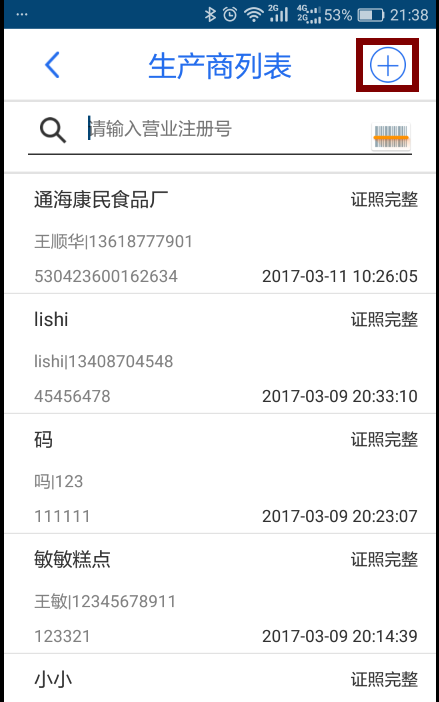 ··· 2G 4G 2G 53% 21:38
生产商列表
请输入营业注册号
通海康民食品厂 证照完整
王顺华|13618777901
530423600162634 2017-03-11 10:26:05
lishi 证照完整
lishi|13408704548
45456478 2017-03-09 20:33:10
码 证照完整
吗|123
111111 2017-03-09 20:23:07
敏敏糕点 证照完整
王敏|12345678911
123321 2017-03-09 20:14:39
小小 证照完整